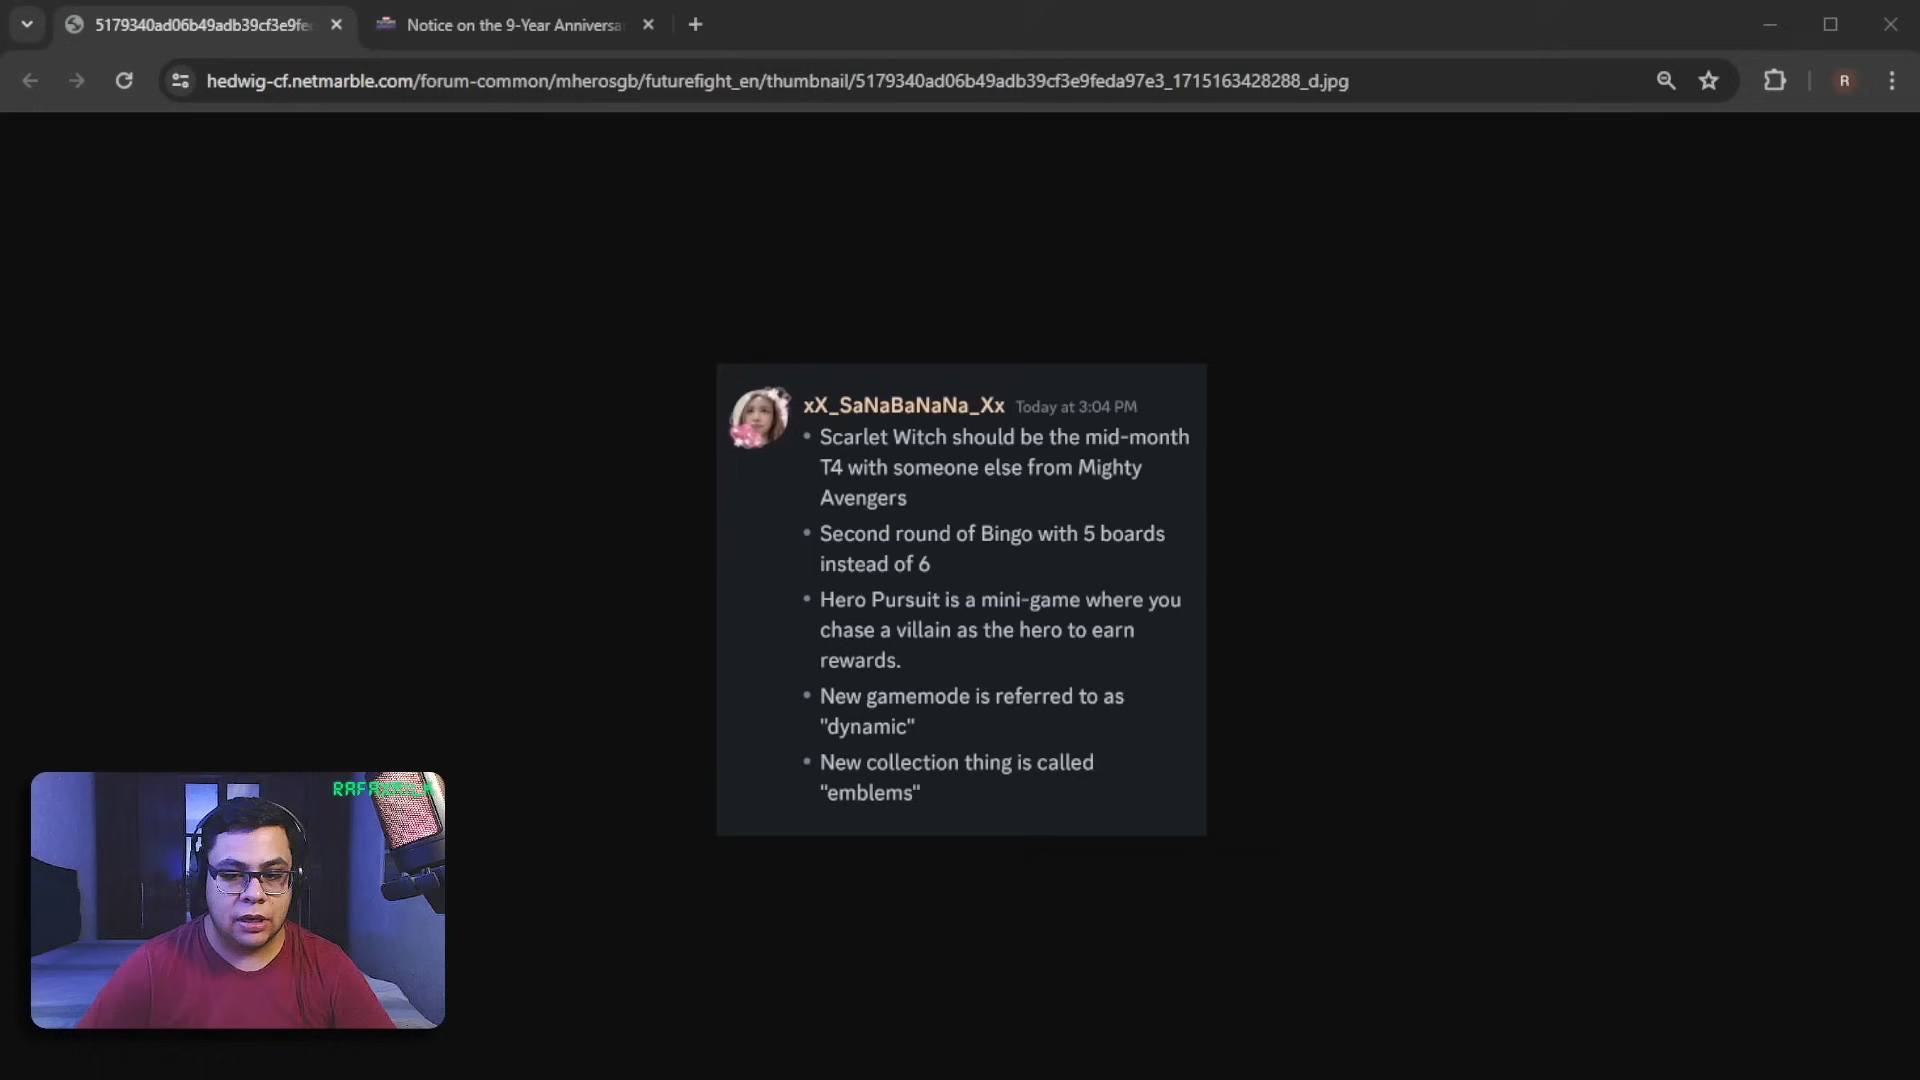 5179340ad06b49adb39cf3e9fe
Notice on the 9-Year Anniversa
hedwig-cf.netmarble.com/forum-common/mherosgb/futurefight_en/thumbnail/5179340ad06b49adb39cf3e9feda97e3_1715163428288_d.jpg
R
xX_SaNaBaNaNa_Xx Today at 3:04 PM
• Scarlet Witch should be the mid-month
T4 with someone else from Mighty
Avengers
• Second round of Bingo with 5 boards
instead of 6
• Hero Pursuit is a mini-game where you
chase a villain as the hero to earn
rewards.
• New gamemode is referred to as
"dynamic"
• New collection thing is called
"emblems"